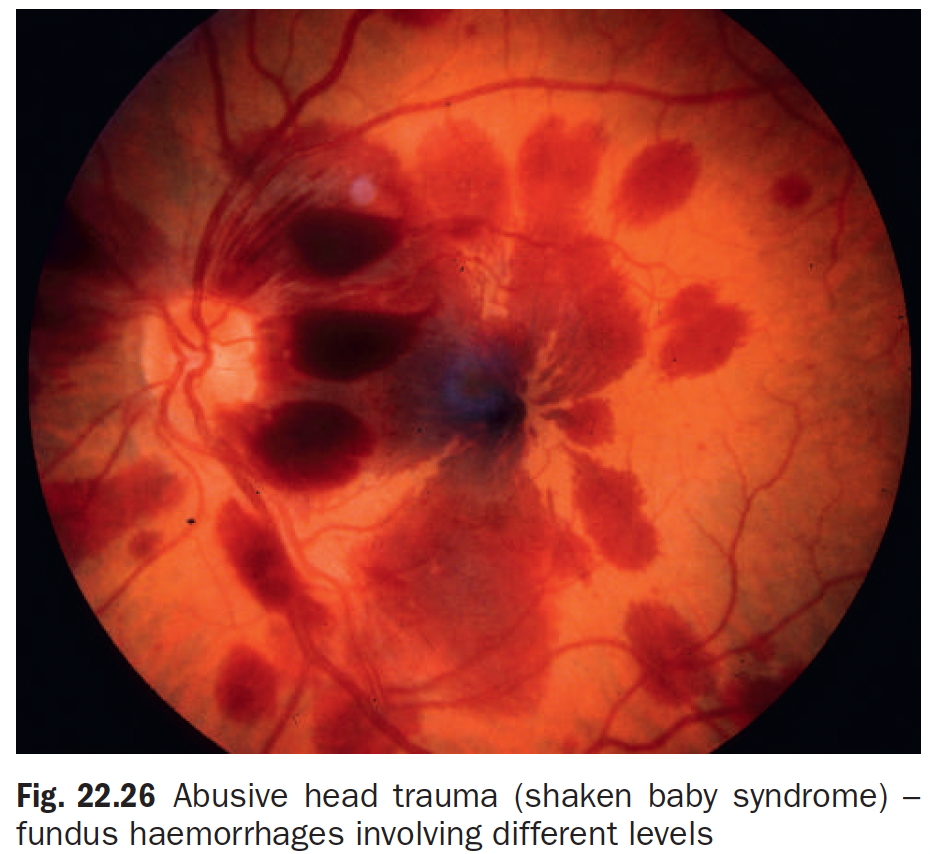 Fig. 22.26 Abusive head trauma (shaken baby syndrome) –
fundus haemorrhages involving different levels